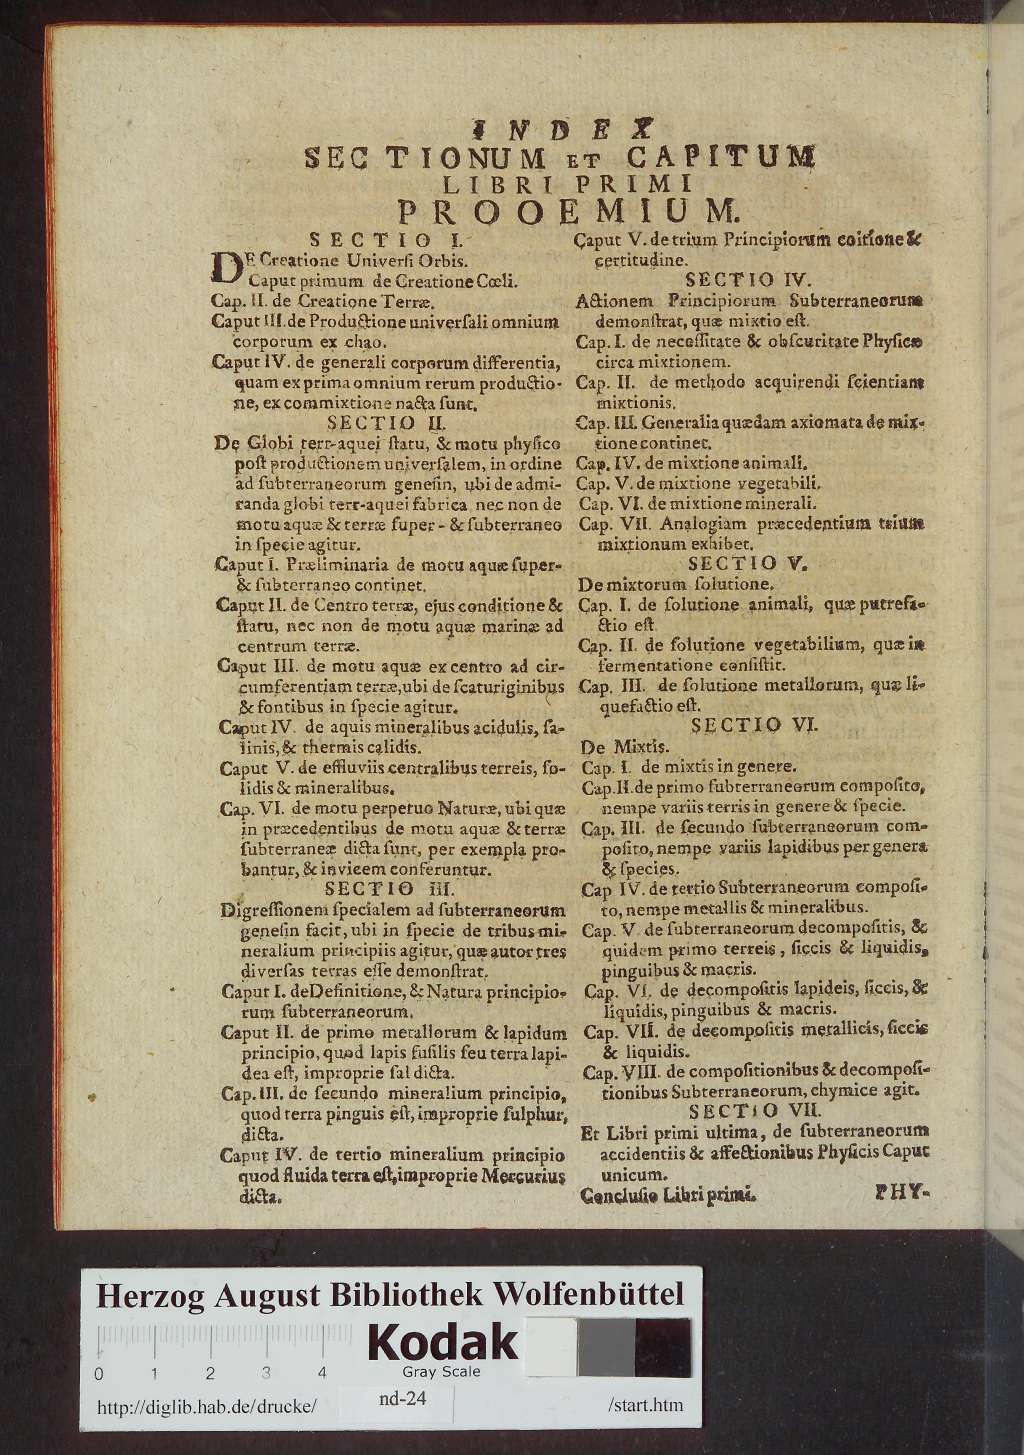 INDEX
SECTIONUM ET CAPITUM
LIBRI PRIMI
PROOEMIUM.
SECTIO I.
DE Creatione Univerſi Orbis.
Caput primum de Creatione Cœli.
Cap. II. de Creatione Terræ.
Caput III. de Productione univerſali omnium
corporum ex chao.
Caput IV. de generali corporum differentia,
quam ex prima omnium rerum productio-
ne, ex commixtione nacta ſunt.
SECTIO II.
De Globi terr-aquei ſtatu, & motu phyſico
poſt productionem univerſalem, in ordine
ad ſubterraneorum geneſin, ubi de admi-
randa globi terr-aquei fabrica nec non de
motu aquæ & terræ ſuper- & ſubterraneo
in ſpecie agitur.
Caput I. Præliminaria de motu aquæ ſuper-
& ſubterraneo continet.
Caput II. de Centro terræ, ejus conditione &
ſtatu, nec non de motu aquæ marinæ ad
centrum terræ.
Caput III. de motu aquæ ex centro ad cir-
cumferentiam terræ, ubi de ſcaturiginibus
& fontibus in ſpecie agitur.
Caput IV. de aquis mineralibus acidulis, ſa-
linis, & thermis calidis.
Caput V. de effluviis centralibus terreis, ſo-
lidis & mineralibus.
Cap. VI. de motu perpetuo Naturæ, ubi quæ
in præcedentibus de motu aquæ & terræ
ſubterraneæ dicta ſunt, per exempla pro-
bantur, & invicem conferuntur.
SECTIO III.
Digreſſionem ſpecialem ad ſubterraneorum
geneſin facit, ubi in ſpecie de tribus mi-
neralium principiis agitur, quæ autor tres
diverſas terras eſſe demonſtrat.
Caput I. de Definitione, & Natura principio-
rum ſubterraneorum.
Caput II. de primo metallorum & lapidum
principio, quod lapis fuſilis ſeu terra lapi-
dea eſt, improprie ſal dicta.
Cap. III. de ſecundo mineralium principio,
quod terra pinguis eſt, improprie ſulphur,
dicta.
Caput IV. de tertio mineralium principio
quod fluida terra eſt, improprie Mercurius
dicta.
Caput V. de trium Principiorum coitione &
certitudine.
SECTIO IV.
Actionem Principiorum Subterraneorum
demonſtrat, quæ mixtio eſt.
Cap. I. de neceſſitate & obſcuritate Phyſicæ
circa mixtionem.
Cap. II. de methodo acquirendi ſcientiam
mixtionis.
Cap. III. Generalia quædam axiomata de mix-
tione continet.
Cap. IV. de mixtione animali.
Cap. V. de mixtione vegetabili.
Cap. VI. de mixtione minerali.
Cap. VII. Analogiam præcedentium trium
mixtionum exhibet.
SECTIO V.
De mixtorum ſolutione.
Cap. I. de ſolutione animali, quæ putrefa-
ctio eſt
Cap. II. de ſolutione vegetabilium, quæ in
fermentatione conſiſtit.
Cap. III. de ſolutione metallorum, quæ li-
quefactio eſt.
SECTIO VI.
De Mixtis.
Cap. I. de mixtis in genere.
Cap. II. de primo ſubterraneorum compoſito,
nempe variis terris in genere & ſpecie.
Cap. III. de ſecundo ſubterraneorum com-
poſito, nempe variis lapidibus per genera
& ſpecies.
Cap IV. de tertio Subterraneorum compoſi-
to, nempe metallis & mineralibus.
Cap. V. de ſubterraneorum decompoſitis, &
quidem primo terreis, ſiccis & liquidis,
pinguibus & macris.
Cap. VI. de decompoſitis lapideis, ſiccis, &
liquidis, pinguibus & macris.
Cap. VII. de decompoſitis metallicis, ſiccis
& liquidis.
Cap. VIII. de compoſitionibus & decompoſi-
tionibus Subterraneorum, chymice agit.
SECTIO VII.
Et Libri primi ultima, de ſubterraneorum
accidentiis & affectionibus Phyſicis Caput
unicum.
Concluſio Libri primi.
PHY-
Herzog August Bibliothek Wolfenbüttel
Kodak
Gray Scale
0 1 2 3 4
http://diglib.hab.de/drucke/ nd-24 /start.htm